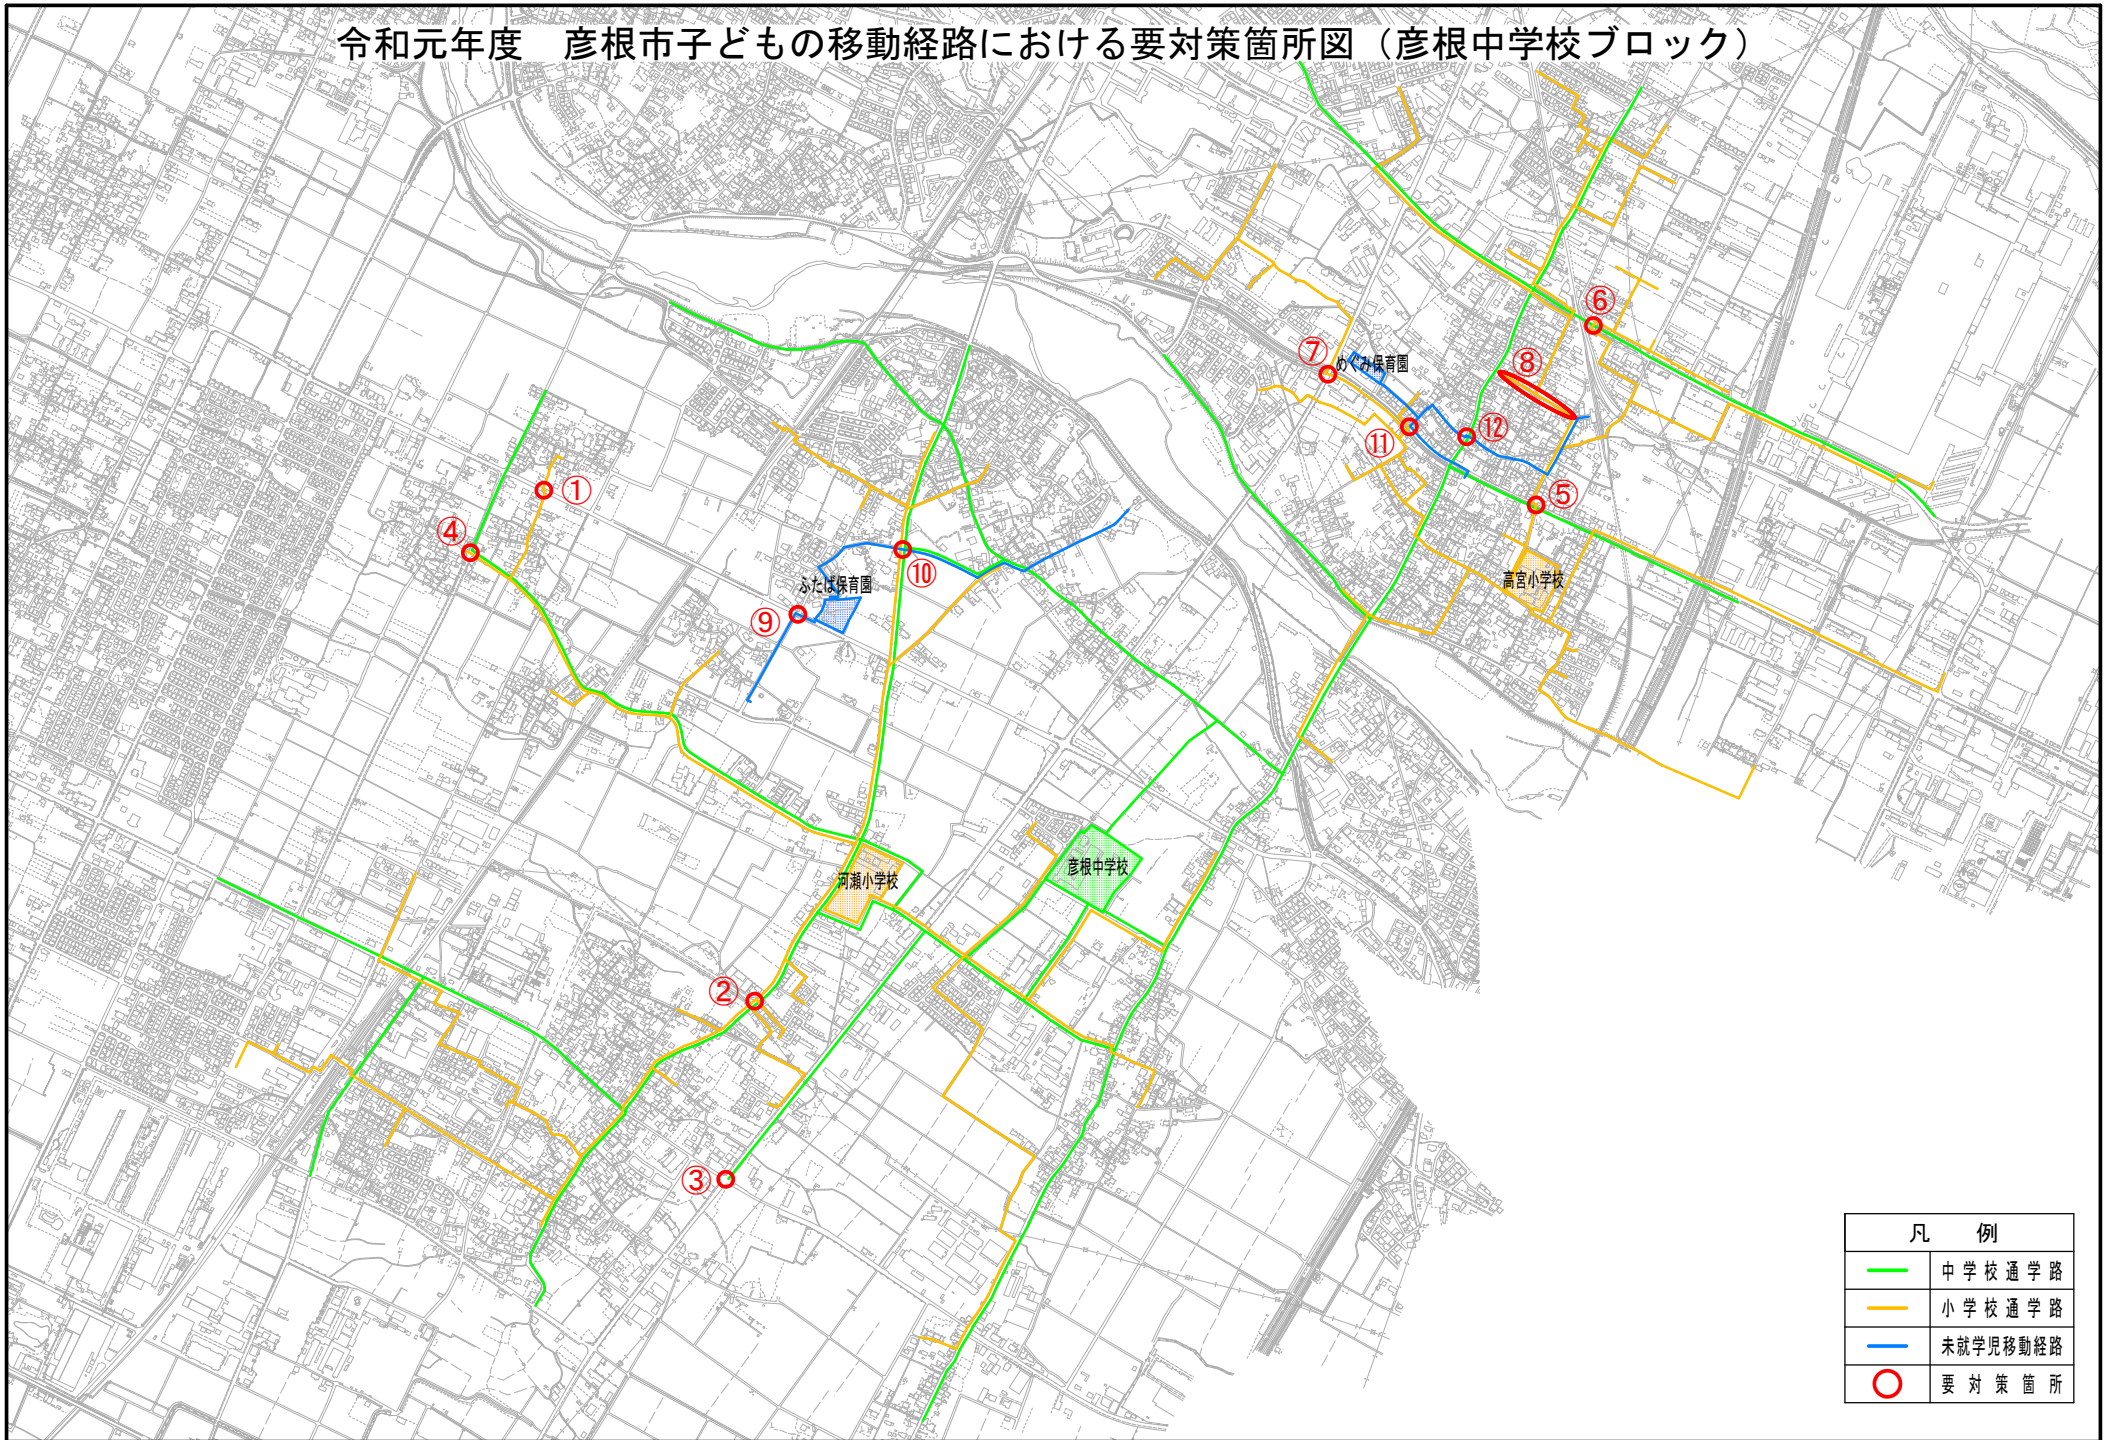 令和元年度　彦根市子どもの移動経路における要対策箇所図（彦根中学校ブロック）
⑥
⑦
めぐみ保育園
⑧
⑪
⑫
①
⑤
④
⑩
ふたば保育園
高宮小学校
⑨
彦根中学校
河瀬小学校
②
③
凡　例
中学校通学路
小学校通学路
未就学児移動経路
要対策箇所